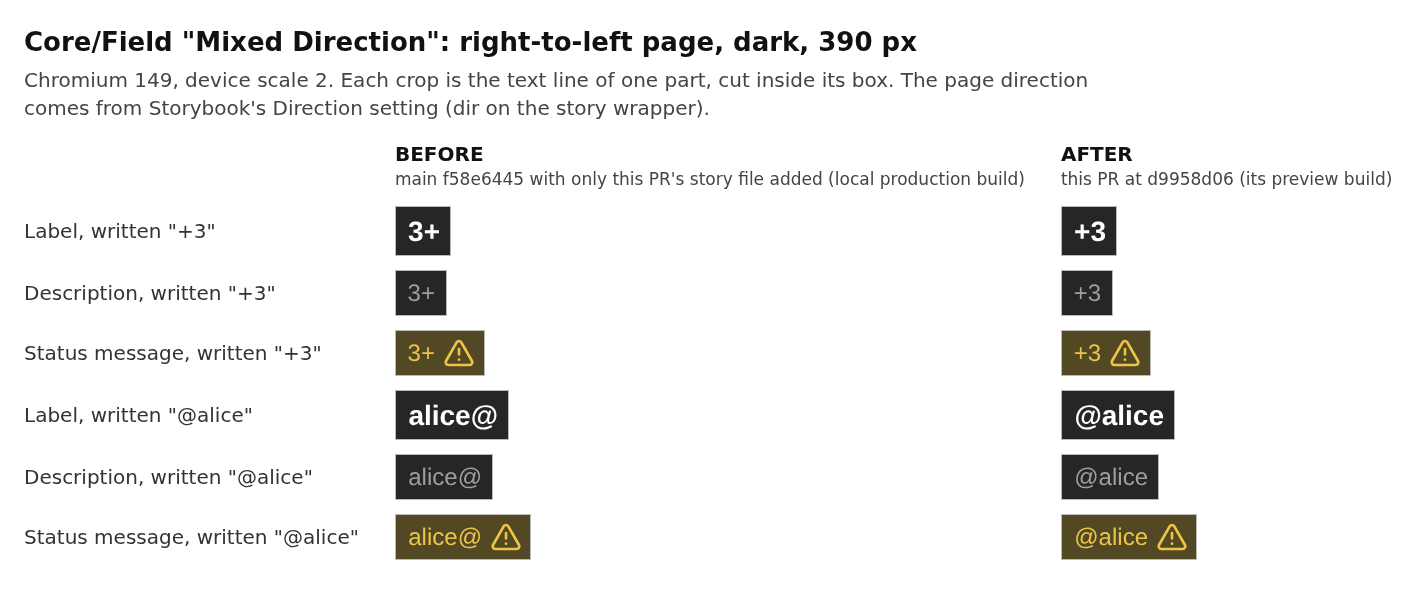 Core/Field "Mixed Direction": right-to-left page, dark, 390 px
Chromium 149, device scale 2. Each crop is the text line of one part, cut inside its box. The page direction
comes from Storybook's Direction setting (dir on the story wrapper).
BEFORE AFTER
main f58e6445 with only this PR's story file added (local production build) this PR at d9958d06 (its preview build)
Label, written "+3" 3+ +3
Description, written "+3" 3+ +3
Status message, written "+3" 3+ +3
Label, written "@alice" alice@ @alice
Description, written "@alice" alice@ @alice
Status message, written "@alice" alice@ @alice